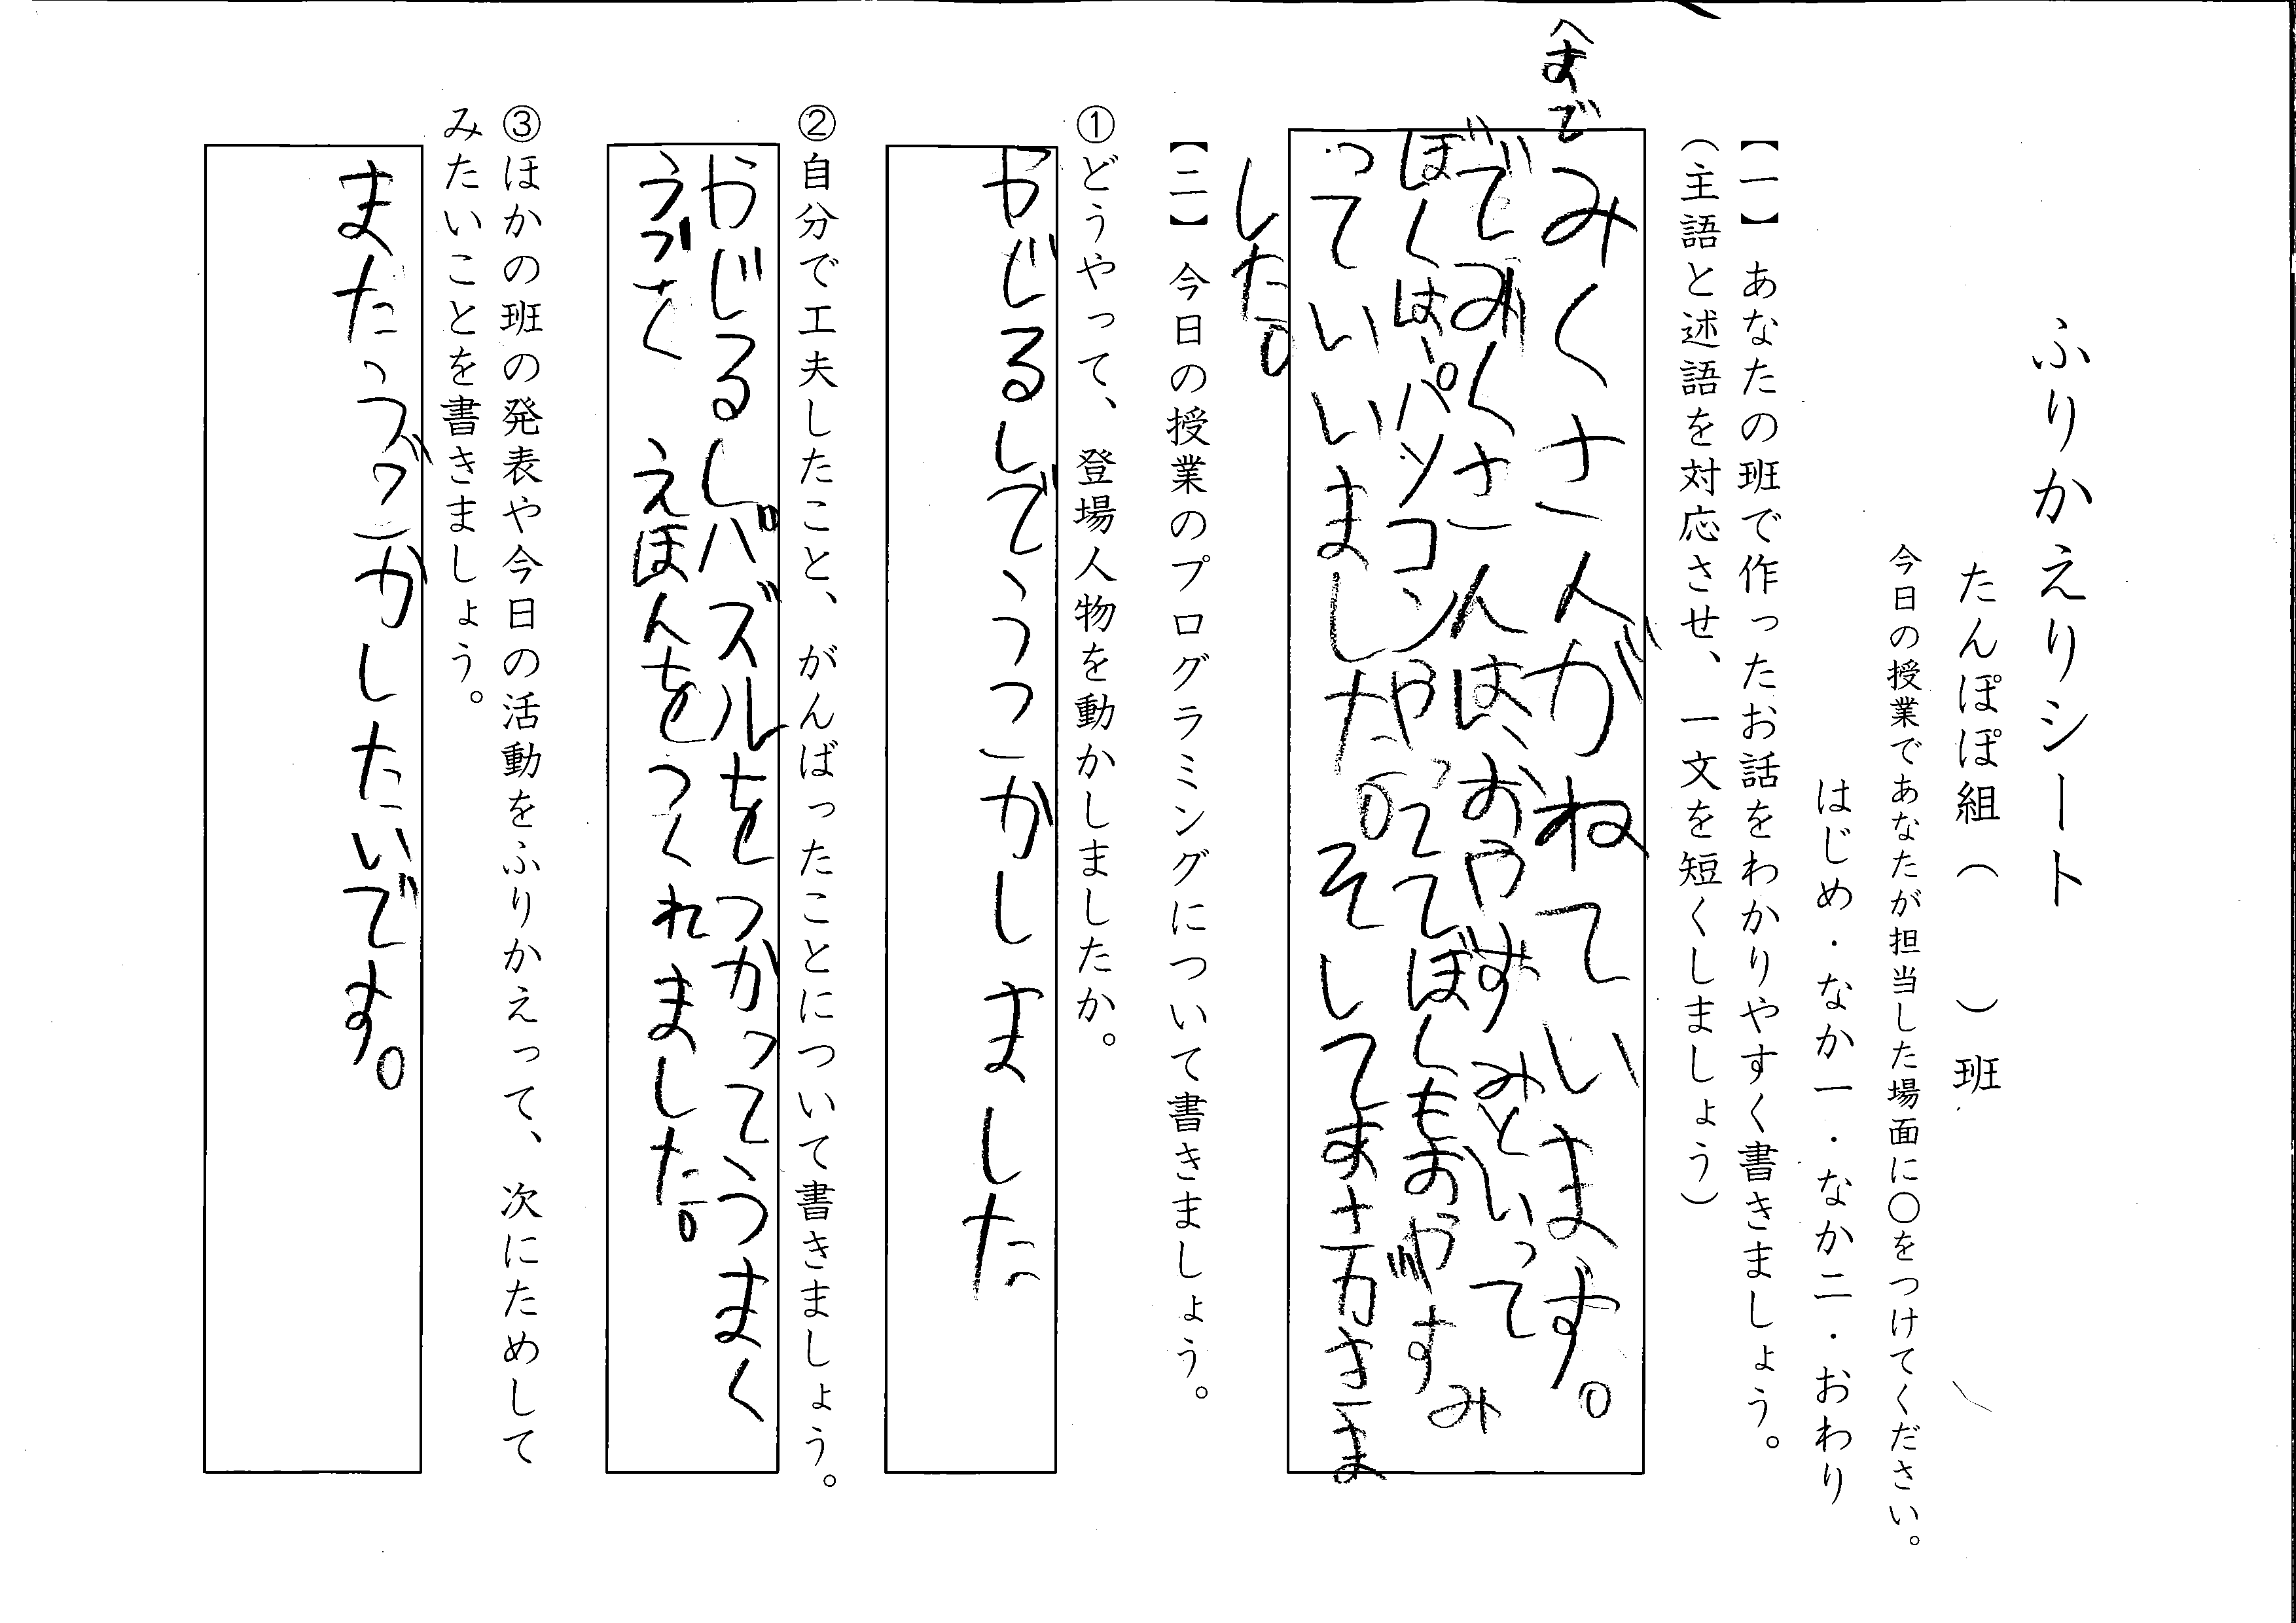 ふりかえりシート
たんぽぽ組（　　）班
今日の授業であなたが担当した場面に〇をつけてください。
はじめ・なか一・なか二・おわり
【一】あなたの班で作ったお話をわかりやすく書きましょう。
（主語と述語を対応させ、一文を短くしましょう）
へまで
みくさんがねています。
でみくさんは、おやすみといって
ぼくは、パソコンやっててぼくもおやすみ
っていいました。そして
した。
【二】今日の授業のプログラミングについて書きましょう。
①どうやって、登場人物を動かしましたか。
やじるしで、うごかしました
②自分で工夫したこと、がんばったことについて書きましょう。
やじるしパズルをつかって、うまく
えほんをつくれました。
③ほかの班の発表や今日の活動をふりかえって、次にためして
みたいことを書きましょう。
またうごかしたいです。